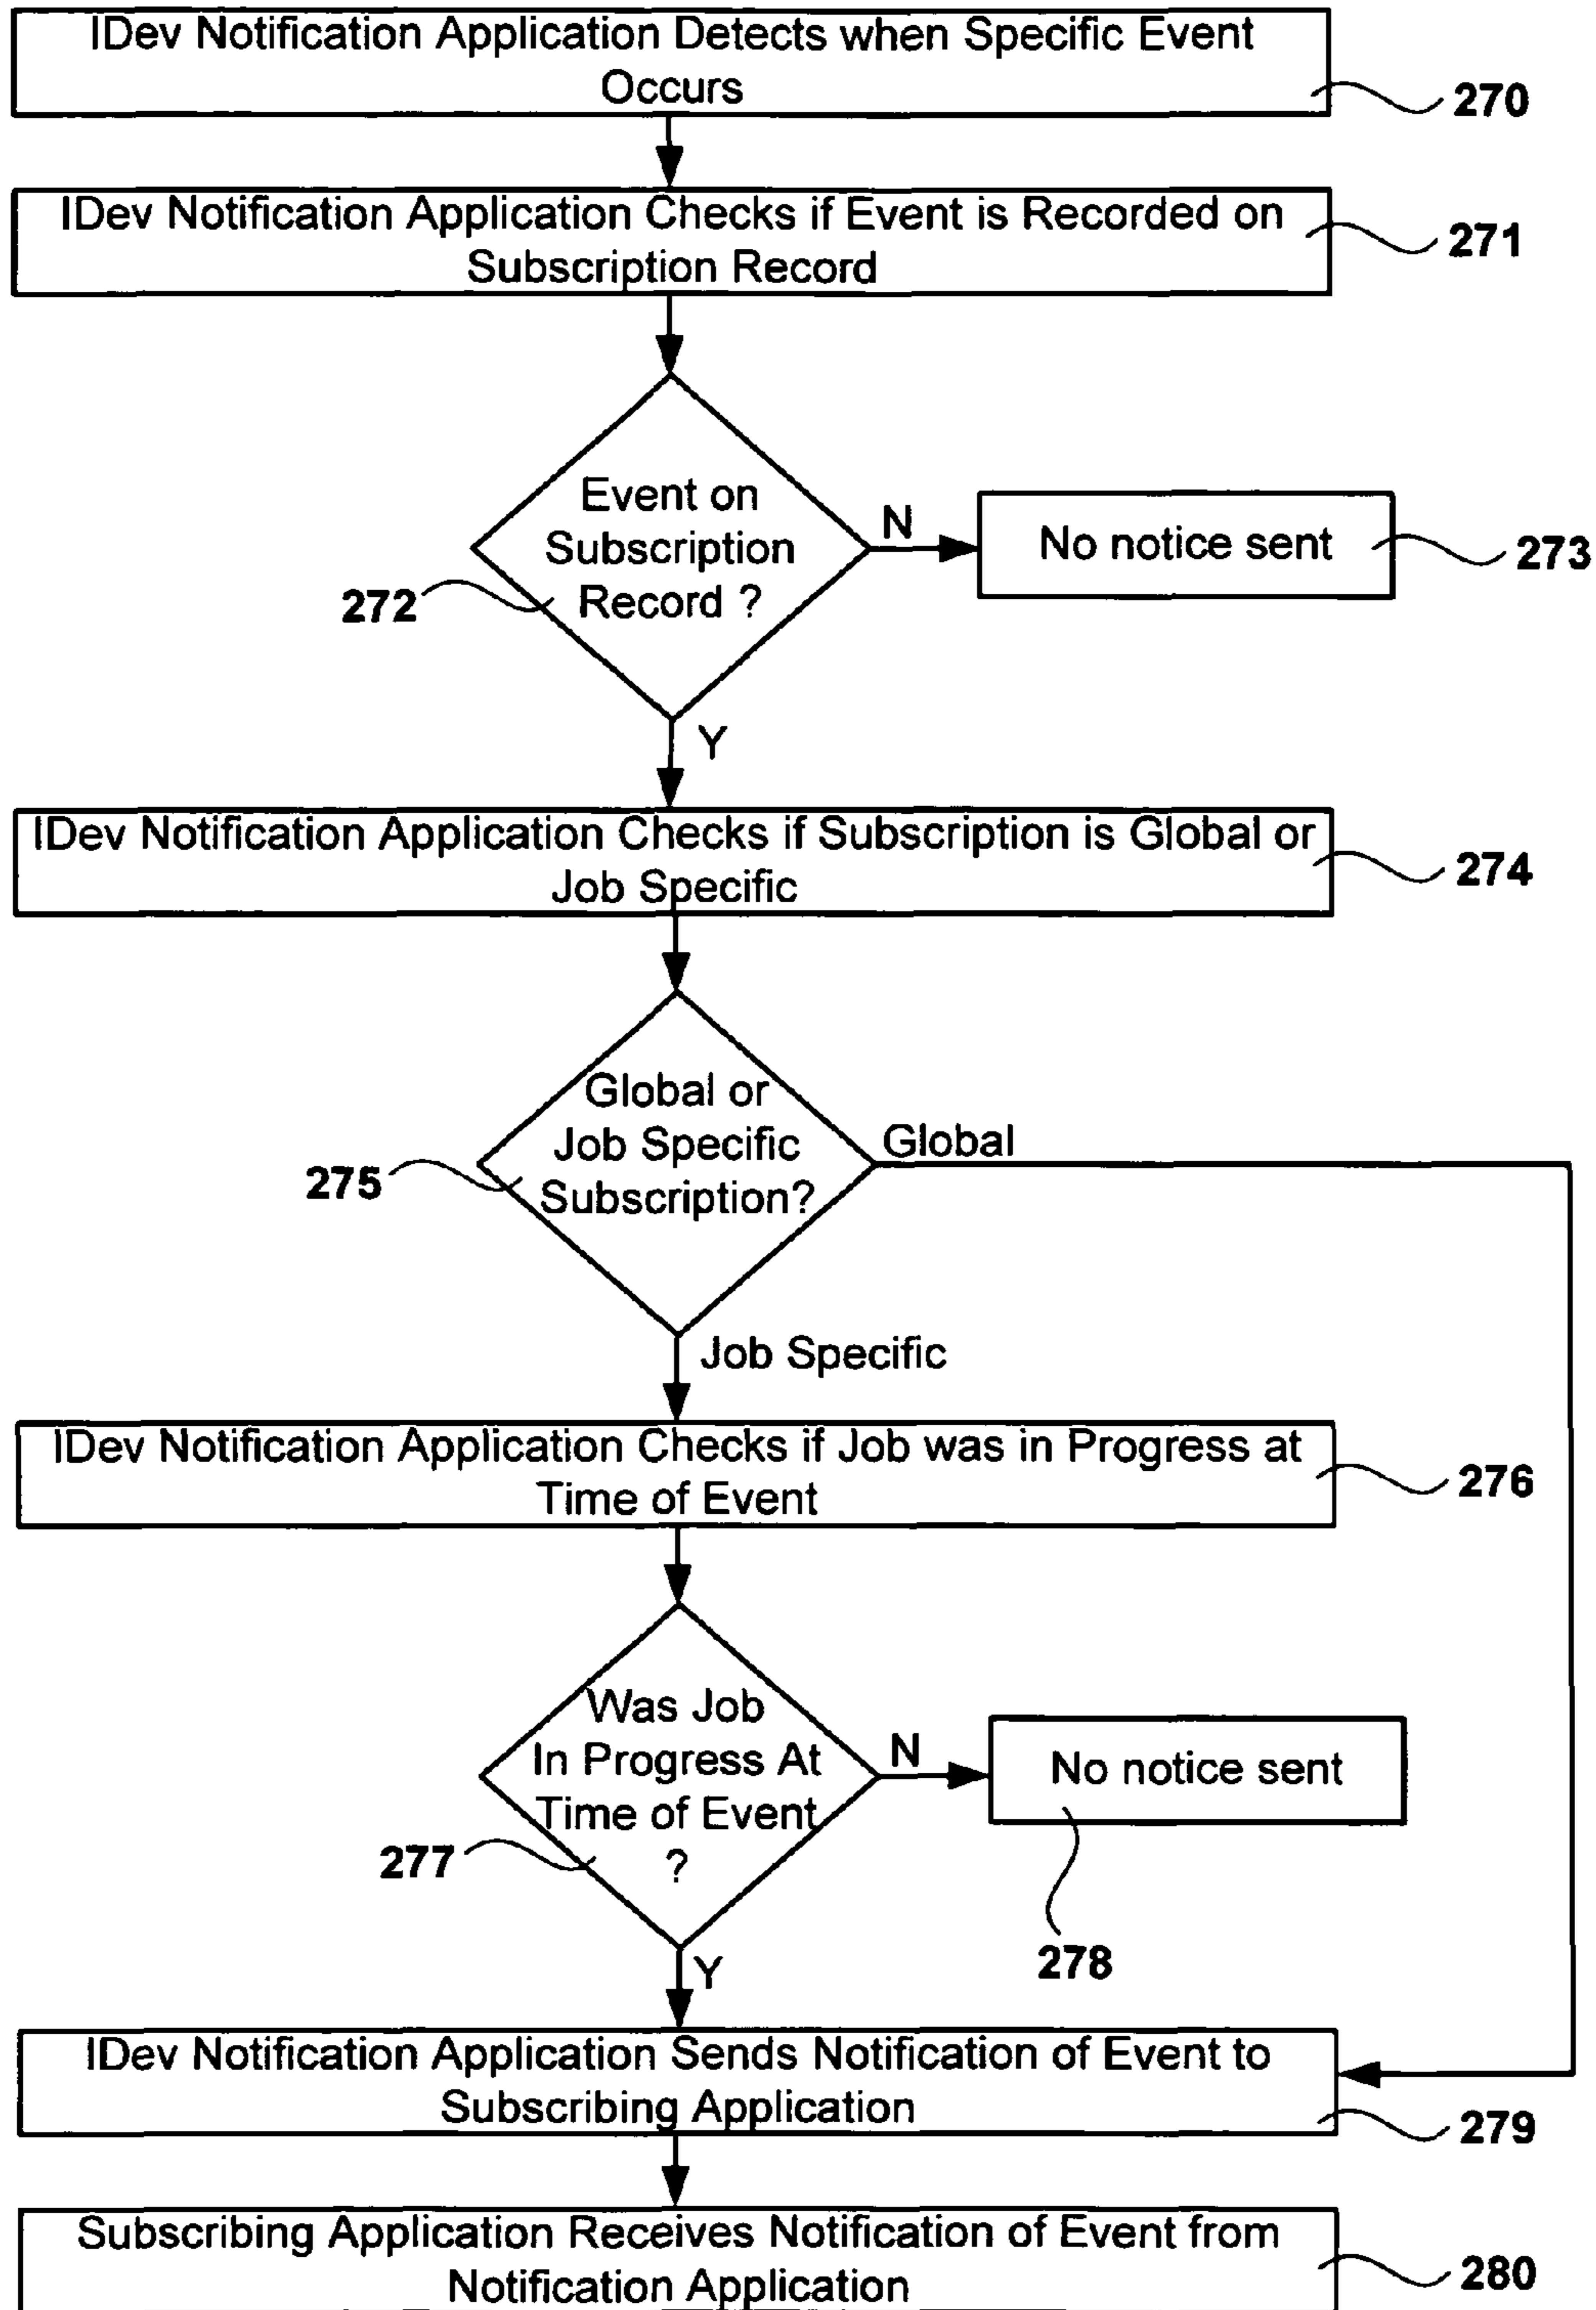 IDev Notification Application Detects when Specific Event
Occurs
270
IDev Notification Application Checks if Event is Recorded on
Subscription Record
271
Event on
Subscription
Record ?
272
N
No notice sent
273
Y
IDev Notification Application Checks if Subscription is Global or
Job Specific
274
Global or
Job Specific
Subscription?
275
Global
Job Specific
IDev Notification Application Checks if Job was in Progress at
Time of Event
276
Was Job
In Progress At
Time of Event
?
277
N
No notice sent
278
Y
IDev Notification Application Sends Notification of Event to
Subscribing Application
279
Subscribing Application Receives Notification of Event from
Notification Application
280